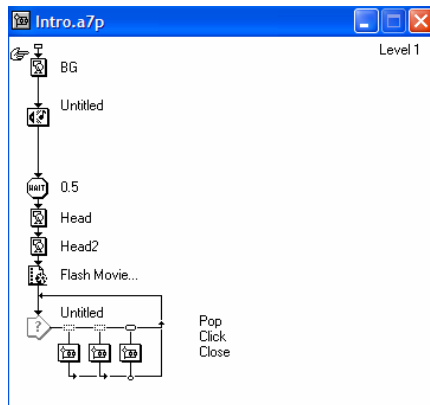 Intro.a7p
Level 1
BG
Untitled
WAIT 0.5
Head
Head2
Flash Movie...
Untitled
?
Pop
Click
Close